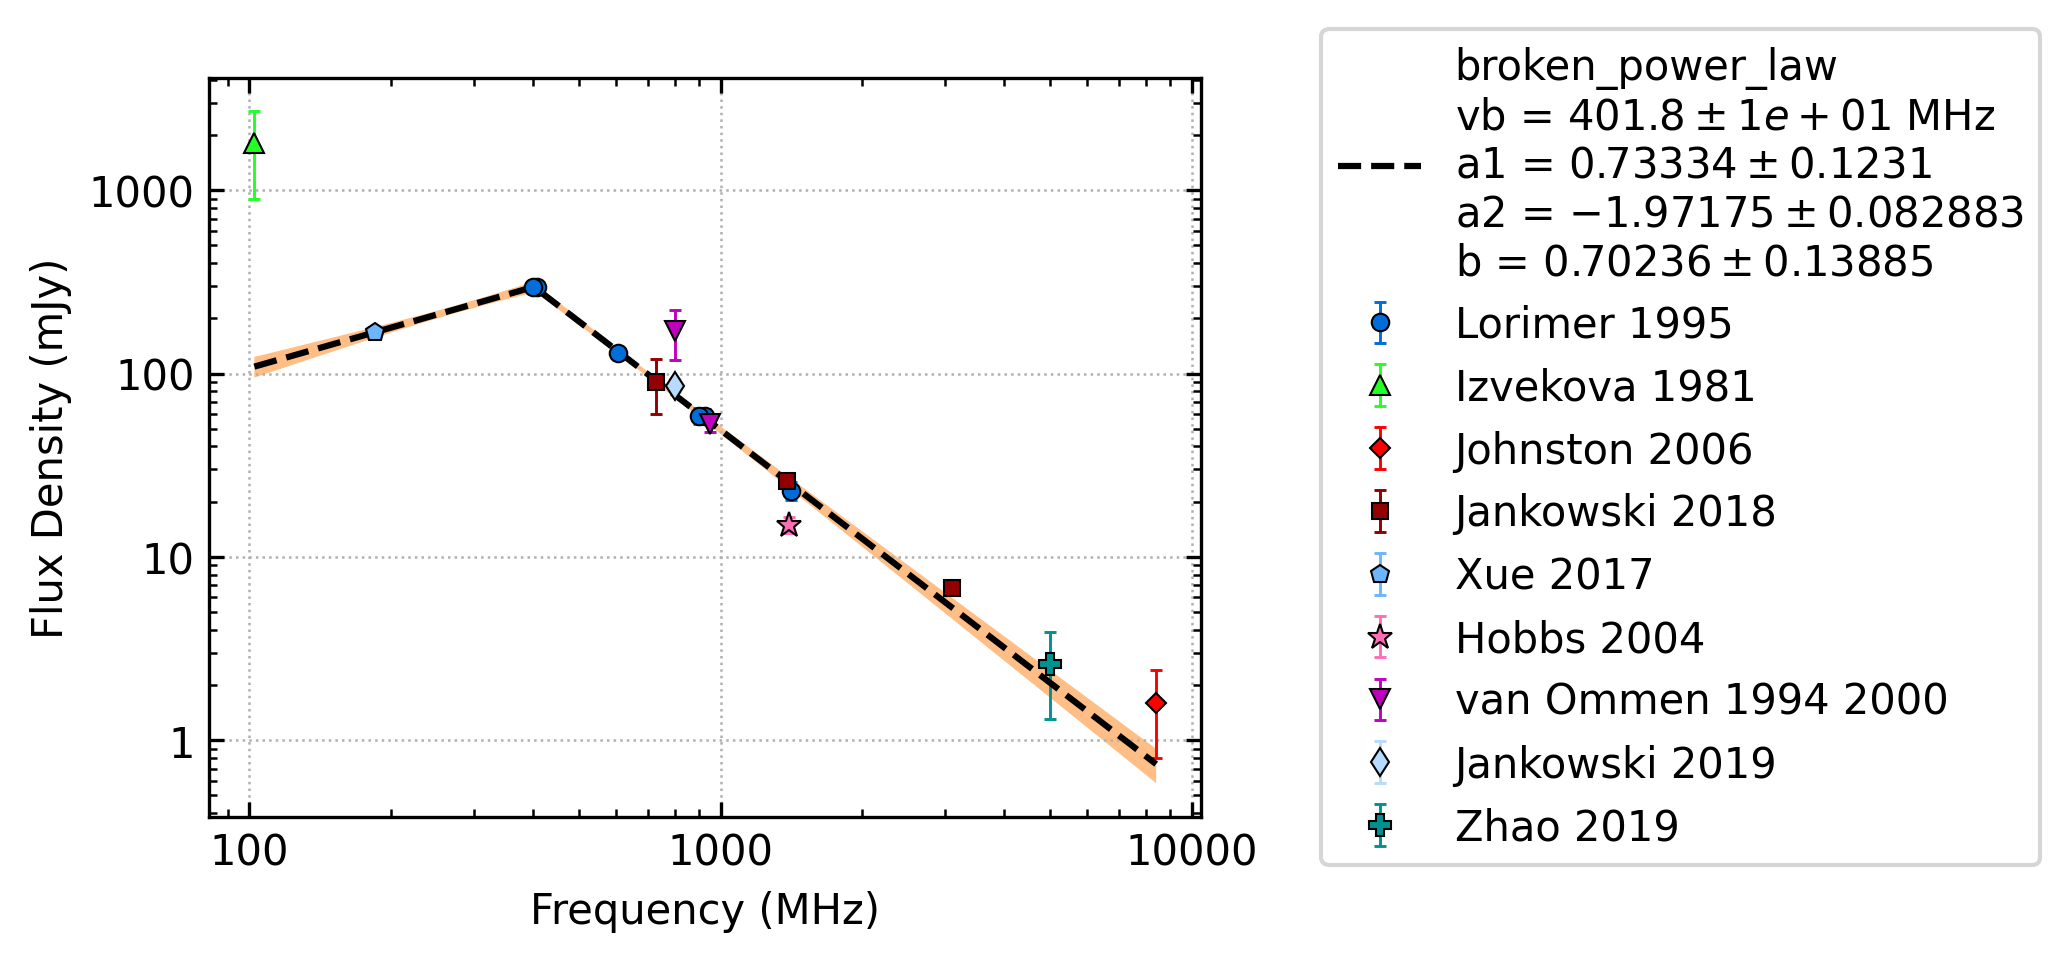 1000
100
10
1
Flux Density (mJy)
100
1000
10000
Frequency (MHz)
broken_power_law
vb = 401.8 ± 1e + 01 MHz
a1 = 0.73334 ± 0.1231
a2 = −1.97175 ± 0.082883
b = 0.70236 ± 0.13885
Lorimer 1995
Izvekova 1981
Johnston 2006
Jankowski 2018
Xue 2017
Hobbs 2004
van Ommen 1994 2000
Jankowski 2019
Zhao 2019